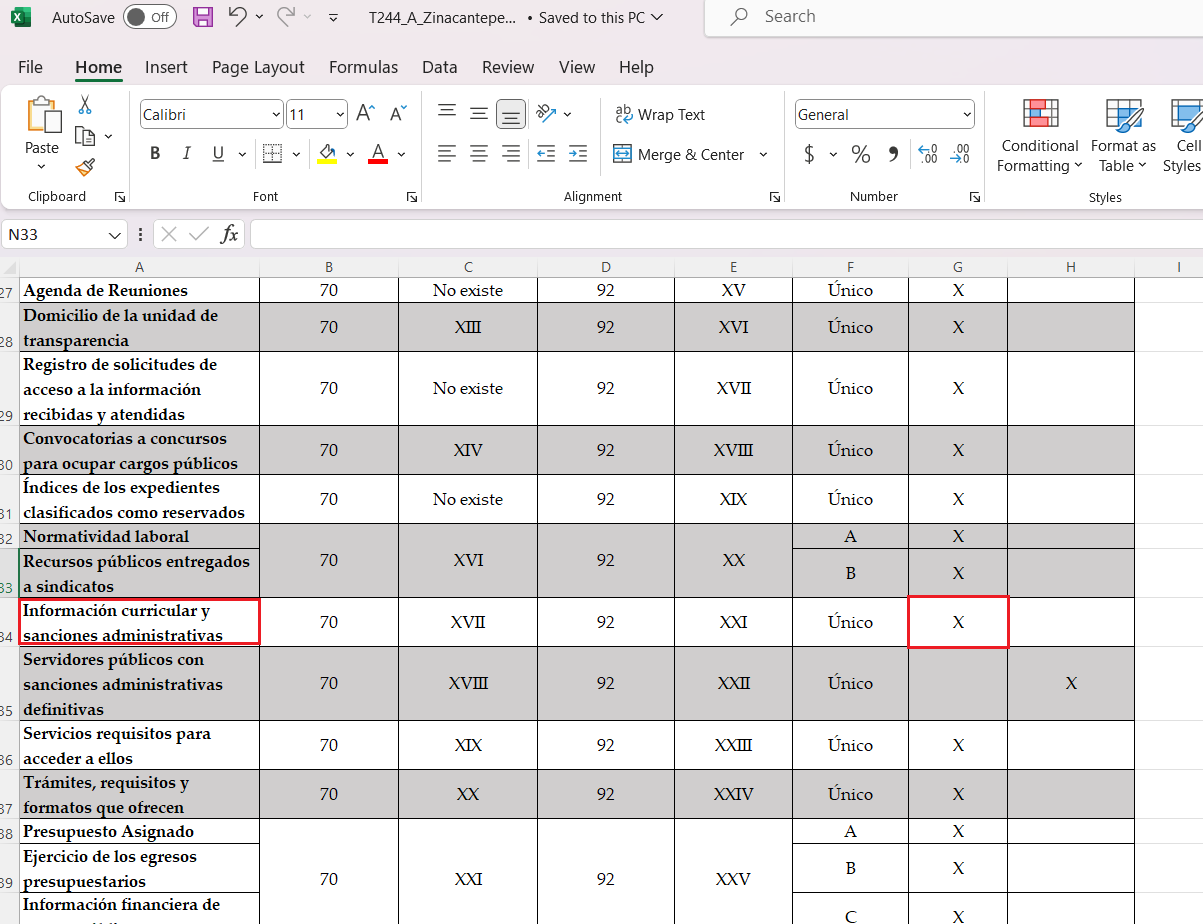 AutoSave Off T244_A_Zinacantepe... • Saved to this PC Search
File Home Insert Page Layout Formulas Data Review View Help
Paste Calibri 11 A A Wrap Text General Conditional Formatting Format as Table Cell Styles
B I U A Merge & Center $ % 9 .00 .00
Clipboard Font Alignment Number Styles
N33 fx
A B C D E F G H I
27 Agenda de Reuniones 70 No existe 92 XV Único X
28 Domicilio de la unidad de transparencia 70 XIII 92 XVI Único X
29 Registro de solicitudes de acceso a la información recibidas y atendidas 70 No existe 92 XVII Único X
30 Convocatorias a concursos para ocupar cargos públicos 70 XIV 92 XVIII Único X
31 Índices de los expedientes clasificados como reservados 70 No existe 92 XIX Único X
32 Normatividad laboral 70 XVI 92 XX A X
33 Recursos públicos entregados a sindicatos B X
34 Información curricular y sanciones administrativas 70 XVII 92 XXI Único X
35 Servidores públicos con sanciones administrativas definitivas 70 XVIII 92 XXII Único X
36 Servicios requisitos para acceder a ellos 70 XIX 92 XXIII Único X
37 Trámites, requisitos y formatos que ofrecen 70 XX 92 XXIV Único X
38 Presupuesto Asignado A X
39 Ejercicio de los egresos presupuestarios 70 XXI 92 XXV B X
Información financiera de C X